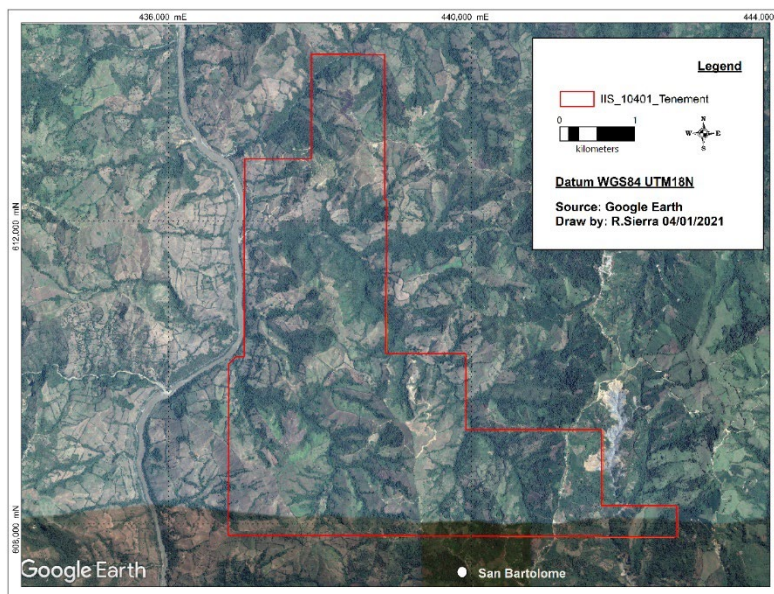 436,000 mE
440,000 mE
444,000 m
Legend
IIS_10401_Tenement
0
1
kilometers
N
W
E
S
Datum WGS84 UTM18N
Source: Google Earth
Draw by: R.Sierra 04/01/2021
612,000 mN
608,000 mN
Google Earth
San Bartolome